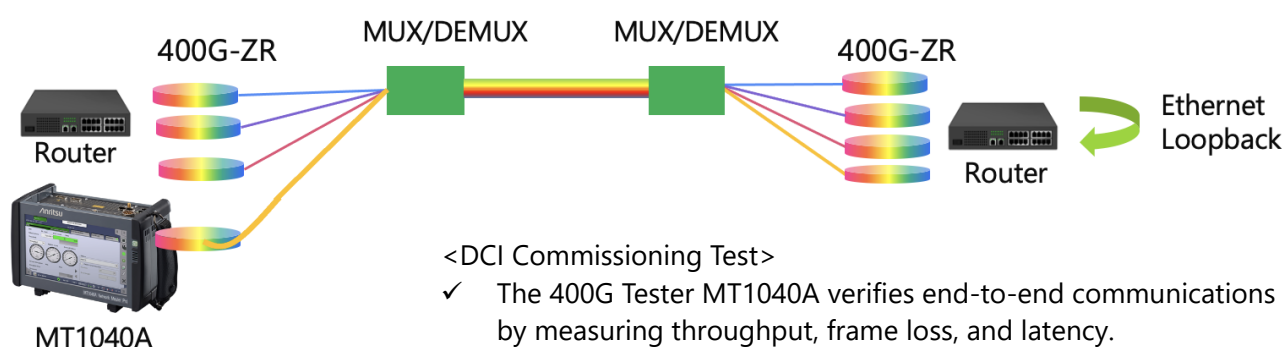 MUX/DEMUX
MUX/DEMUX
400G-ZR
400G-ZR
Router
Router
Ethernet
Loopback
Anritsu
MT1040A
<DCI Commissioning Test>
✓ The 400G Tester MT1040A verifies end-to-end communications
by measuring throughput, frame loss, and latency.